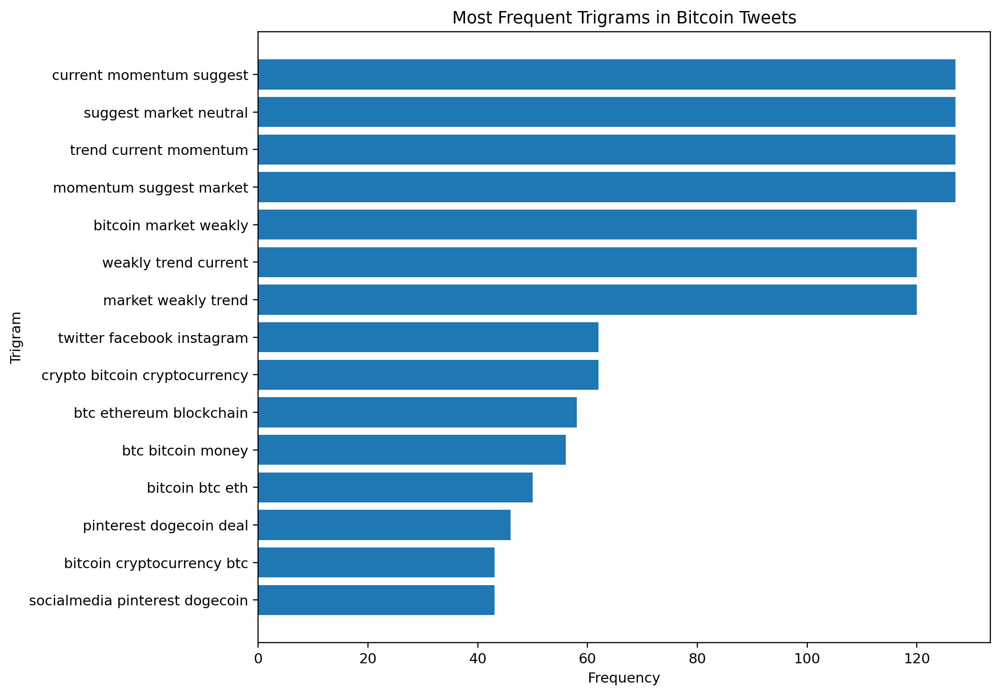 Most Frequent Trigrams in Bitcoin Tweets
current momentum suggest
suggest market neutral
trend current momentum
momentum suggest market
bitcoin market weakly
weakly trend current
market weakly trend
twitter facebook instagram
crypto bitcoin cryptocurrency
btc ethereum blockchain
btc bitcoin money
bitcoin btc eth
pinterest dogecoin deal
bitcoin cryptocurrency btc
socialmedia pinterest dogecoin
Trigram
0 20 40 60 80 100 120
Frequency